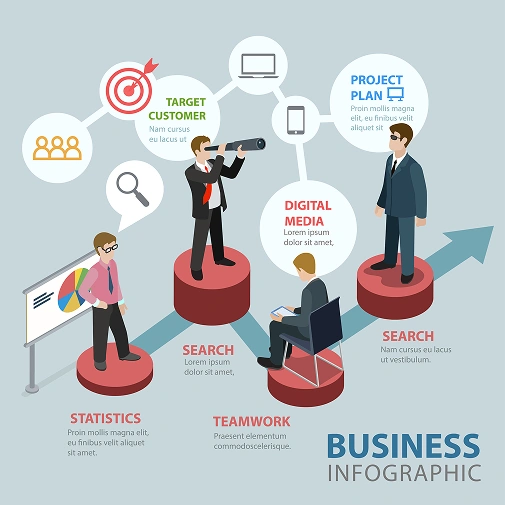 TARGET
CUSTOMER
Nam cursus
eu lacus ut
PROJECT
PLAN
Proin mollis magna
elit, eu finibus velit
aliquet sit
DIGITAL
MEDIA
Lorem ipsum
dolor sit amet,
SEARCH
Lorem ipsum
dolor sit amet,
SEARCH
Nam cursus eu lacus
ut vestibulum.
STATISTICS
Proin mollis magna elit,
eu finibus velit aliquet
sit amet.
TEAMWORK
Praesent elementum
commodoscelerisque.
BUSINESS
INFOGRAPHIC